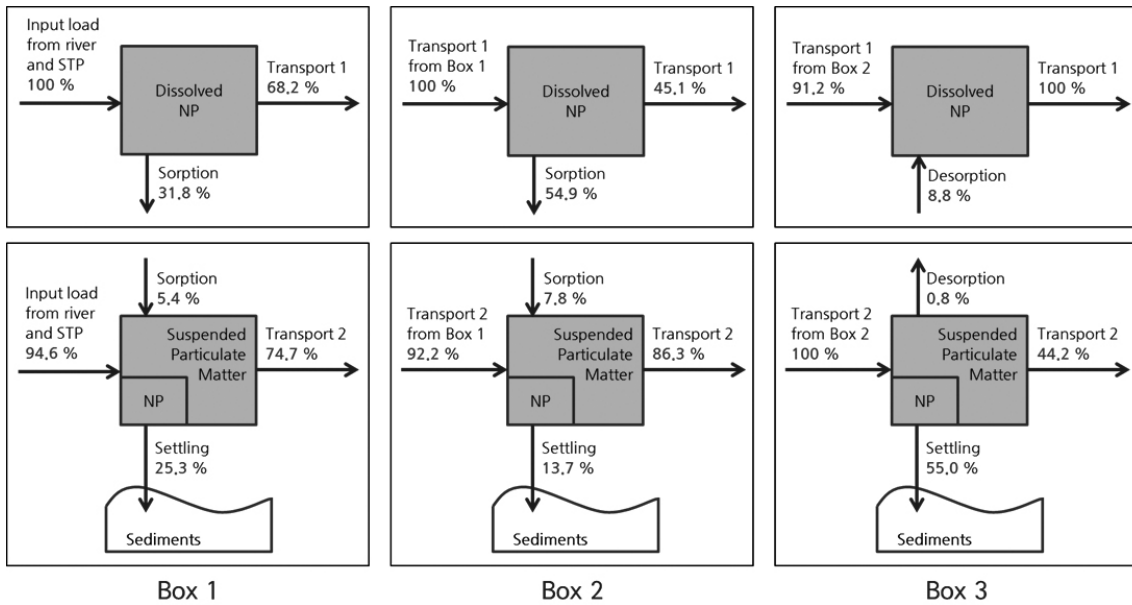 Input load
from river
and STP
100 %
Dissolved
NP
Transport 1
68,2 %
Sorption
31,8 %
Transport 1
from Box 1
100 %
Dissolved
NP
Transport 1
45,1 %
Sorption
54,9 %
Transport 1
from Box 2
91,2 %
Dissolved
NP
Transport 1
100 %
Desorption
8,8 %
Sorption
5,4 %
Input load
from river
and STP
94,6 %
Suspended
Particulate
Matter
NP
Transport 2
74,7 %
Settling
25,3 %
Sediments
Sorption
7,8 %
Transport 2
from Box 1
92,2 %
Suspended
Particulate
Matter
NP
Transport 2
86,3 %
Settling
13,7 %
Sediments
Desorption
0,8 %
Transport 2
from Box 2
100 %
Suspended
Particulate
Matter
NP
Transport 2
44,2 %
Settling
55,0 %
Sediments
Box 1
Box 2
Box 3